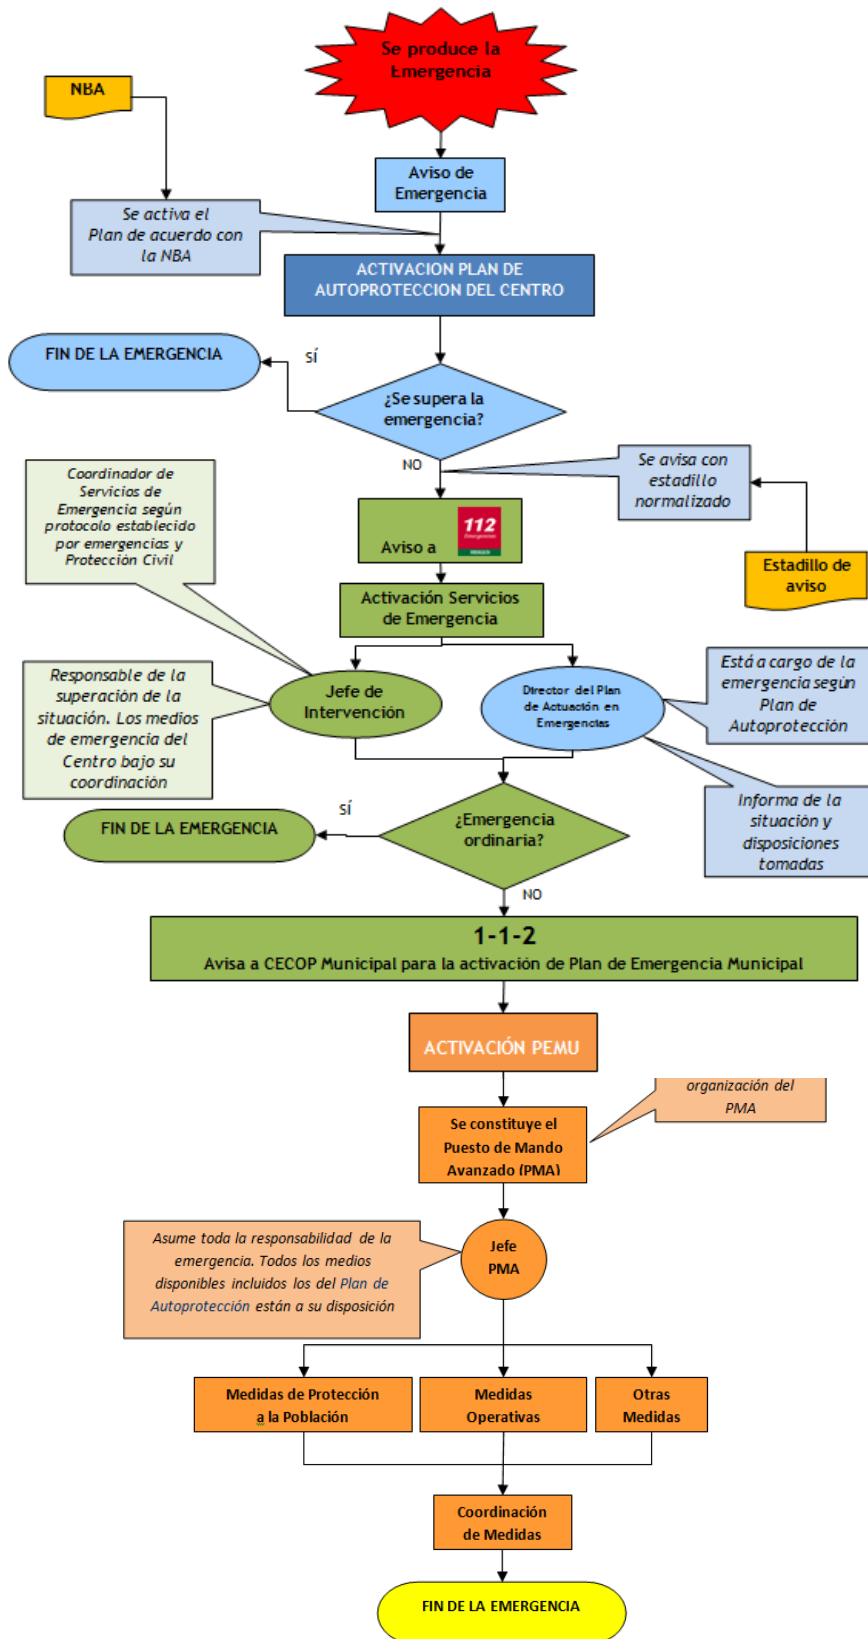 Se produce la
Emergencia
NBA
Aviso de
Emergencia
Se activa el
Plan de acuerdo con
la NBA
ACTIVACION PLAN DE
AUTOPROTECCION DEL CENTRO
FIN DE LA EMERGENCIA
SÍ
¿Se supera la
emergencia?
NO
Se avisa con
estadillo
normalizado
Coordinador de
Servicios de
Emergencia según
protocolo establecido
por emergencias y
Protección Civil
Aviso a
112
Emergencias
Estadillo de
aviso
Activación Servicios
de Emergencia
Responsable de la
superación de la
situación. Los medios
de emergencia del
Centro bajo su
coordinación
Jefe de
Intervención
Director del Plan
de Actuación en
Emergencias
Está a cargo de la
emergencia según
Plan de
Autoprotección
Informa de la
situación y
disposiciones
tomadas
FIN DE LA EMERGENCIA
SÍ
¿Emergencia
ordinaria?
NO
1-1-2
Avisa a CECOP Municipal para la activación de Plan de Emergencia Municipal
ACTIVACIÓN PEMU
organización del
PMA
Se constituye el
Puesto de Mando
Avanzado (PMA)
Asume toda la responsabilidad de la
emergencia. Todos los medios
disponibles incluidos los del Plan de
Autoprotección están a su disposición
Jefe
PMA
Medidas de Protección
a la Población
Medidas
Operativas
Otras
Medidas
Coordinación
de Medidas
FIN DE LA EMERGENCIA